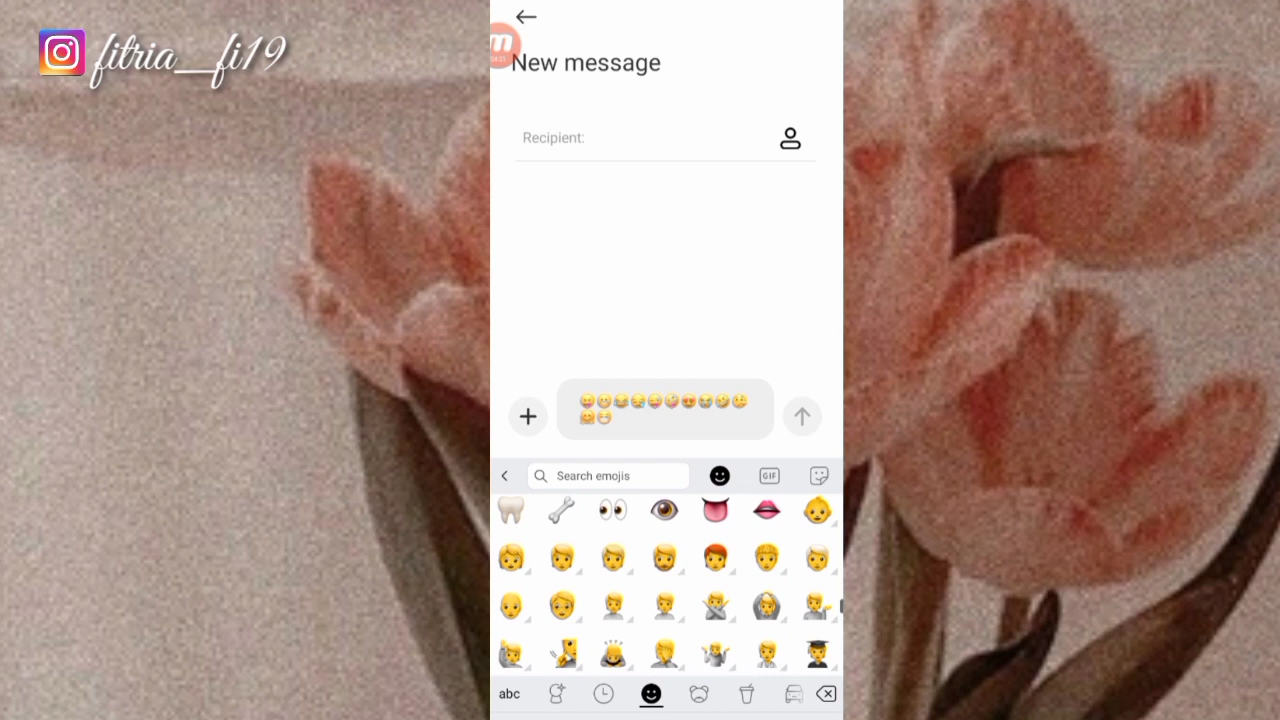 fitria__fi19
New message
Recipient:
Search emojis
GIF
abc